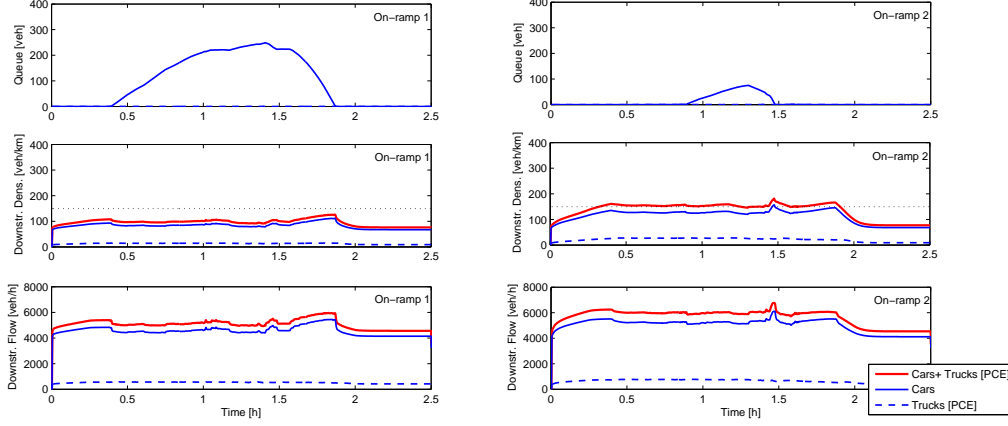 On−ramp 1
Queue [veh]
400
300
200
100
0
0 0.5 1 1.5 2 2.5
On−ramp 2
Queue [veh]
400
300
200
100
0
0 0.5 1 1.5 2 2.5
On−ramp 1
Downstr. Dens. [veh/km]
400
300
200
100
0
0 0.5 1 1.5 2 2.5
On−ramp 2
Downstr. Dens. [veh/km]
400
300
200
100
0
0 0.5 1 1.5 2 2.5
On−ramp 1
Downstr. Flow [veh/h]
8000
6000
4000
2000
0
0 0.5 1 1.5 2 2.5
Time [h]
On−ramp 2
Downstr. Flow [veh/h]
8000
6000
4000
2000
0
0 0.5 1 1.5 2 2.5
Time [h]
Cars+ Trucks [PCE]
Cars
Trucks [PCE]